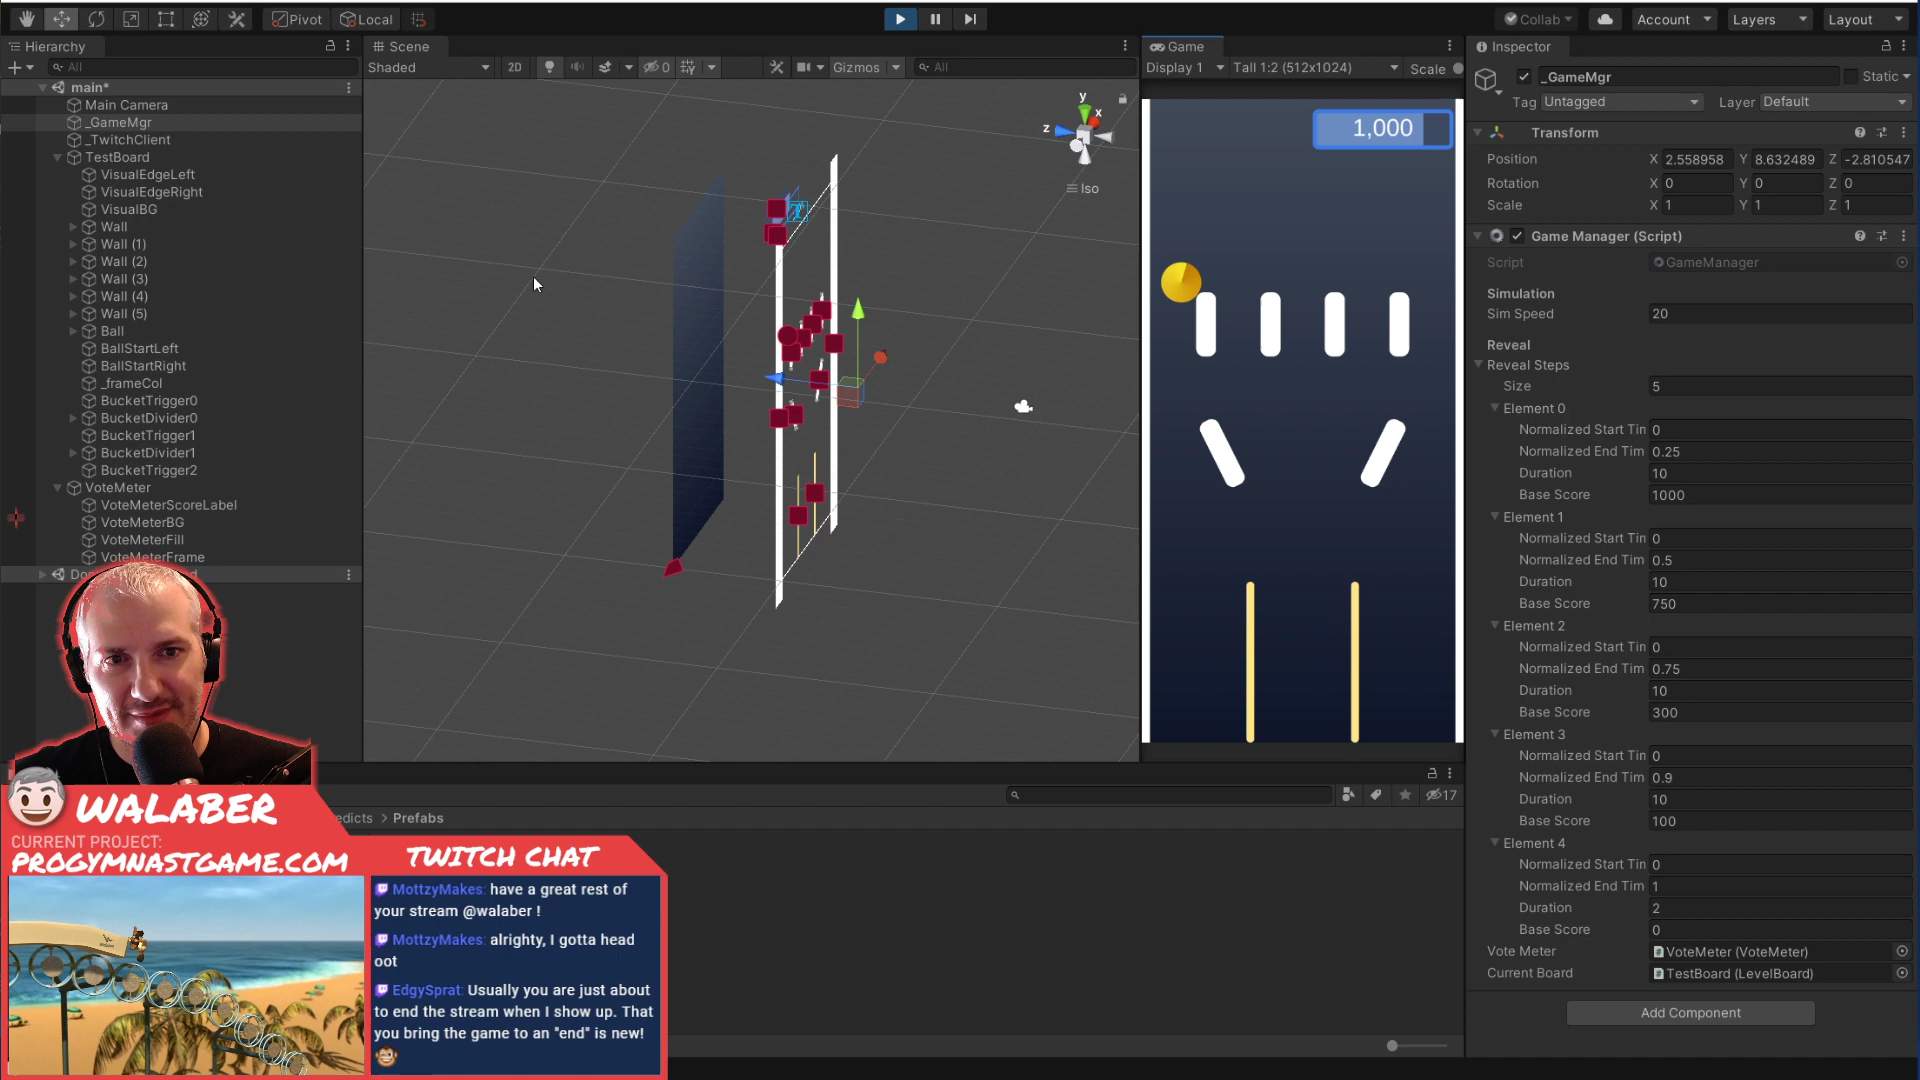 Pivot
Local
Collab
Account
Layers
Layout
Hierarchy
All
main*
Main Camera
_GameMgr
_TwitchClient
TestBoard
VisualEdgeLeft
VisualEdgeRight
VisualBG
Wall
Wall (1)
Wall (2)
Wall (3)
Wall (4)
Wall (5)
Ball
BallStartLeft
BallStartRight
_frameCol
BucketTrigger0
BucketDivider0
BucketTrigger1
BucketDivider1
BucketTrigger2
VoteMeter
VoteMeterScoreLabel
VoteMeterBG
VoteMeterFill
VoteMeterFrame
Scene
Shaded
2D
0
Gizmos
All
y
x
z
Iso
T
Game
Display 1
Tall 1:2 (512x1024)
Scale
1,000
17
edicts > Prefabs
Inspector
_GameMgr
Static
Tag Untagged
Layer Default
Transform
Position X 2.558958 Y 8.632489 Z -2.810547
Rotation X 0 Y 0 Z 0
Scale X 1 Y 1 Z 1
Game Manager (Script)
Script GameManager
Simulation
Sim Speed 20
Reveal
Reveal Steps
Size 5
Element 0
Normalized Start Tin 0
Normalized End Tim 0.25
Duration 10
Base Score 1000
Element 1
Normalized Start Tin 0
Normalized End Tim 0.5
Duration 10
Base Score 750
Element 2
Normalized Start Tin 0
Normalized End Tim 0.75
Duration 10
Base Score 300
Element 3
Normalized Start Tin 0
Normalized End Tim 0.9
Duration 10
Base Score 100
Element 4
Normalized Start Tin 0
Normalized End Tim 1
Duration 2
Base Score 0
Vote Meter VoteMeter (VoteMeter)
Current Board TestBoard (LevelBoard)
Add Component
WALABER
CURRENT PROJECT:
PROGYMNASTGAME.COM
TWITCH CHAT
MottzyMakes: have a great rest of
your stream @walaber !
MottzyMakes: alrighty, I gotta head
oot
EdgySprat: Usually you are just about
to end the stream when I show up. That
you bring the game to an "end" is new!